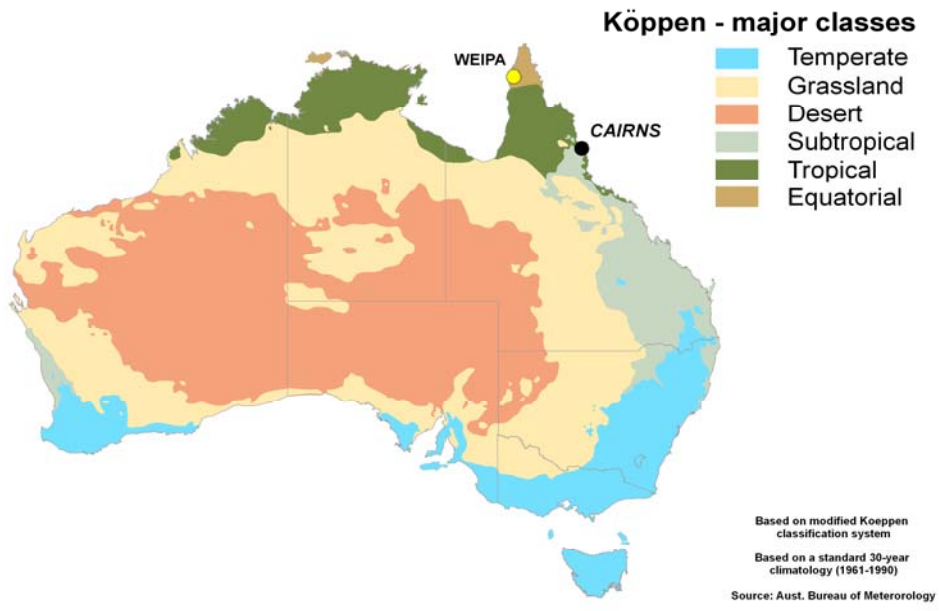 Köppen - major classes
Temperate
Grassland
Desert
Subtropical
Tropical
Equatorial
WEIPA
CAIRNS
Based on modified Koeppen
classification system
Based on a standard 30-year
climatology (1961-1990)
Source: Aust. Bureau of Meterorology